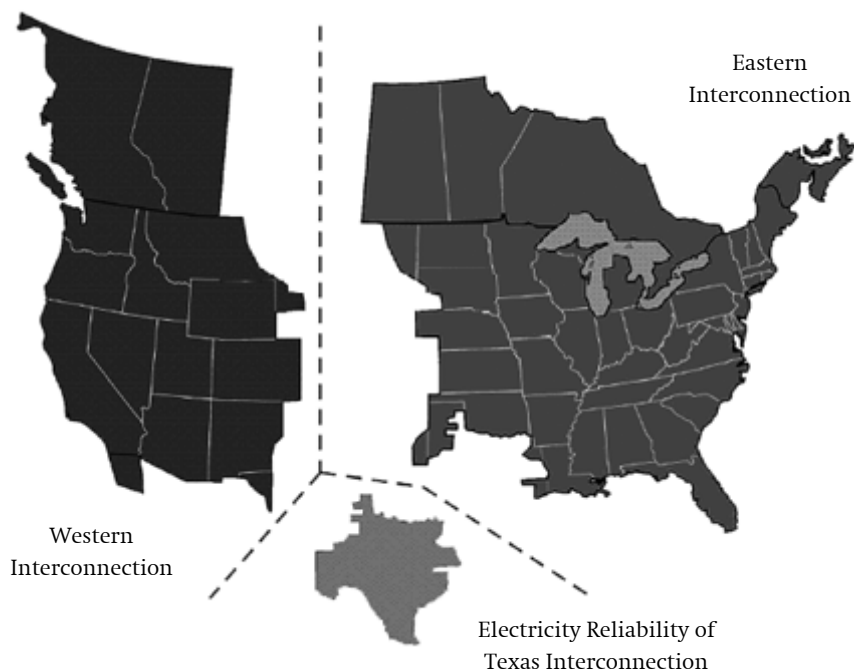 Eastern
Interconnection
Western
Interconnection
Electricity Reliability of
Texas Interconnection